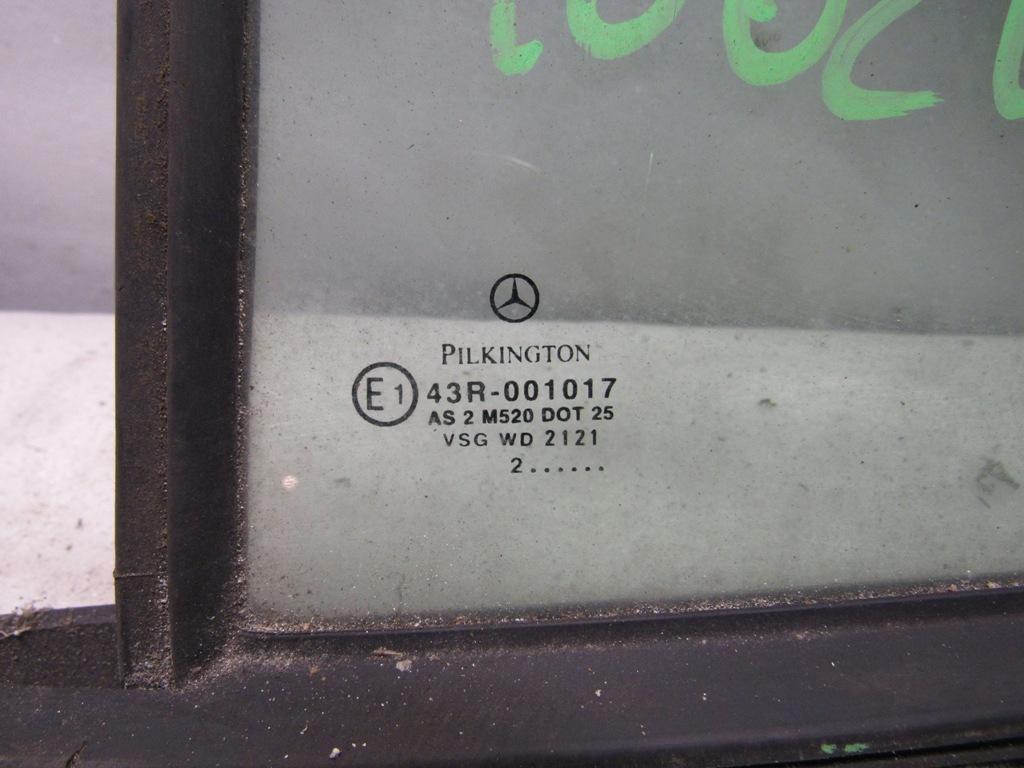 PILKINGTON
E1 43R-001017
AS 2 M520 DOT 25
VSG WD 2121
2......